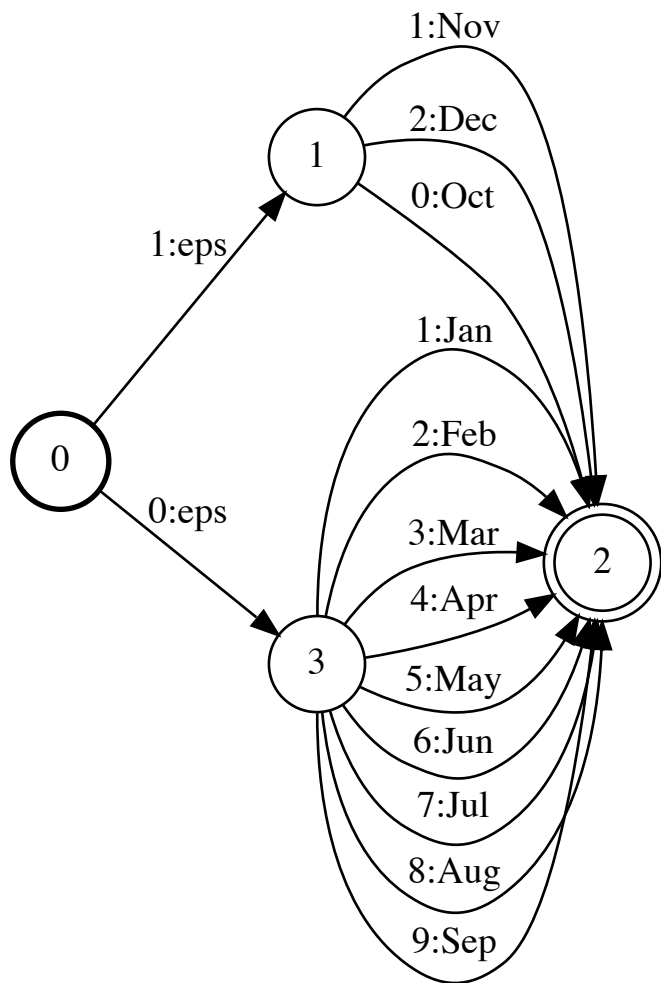 1:Nov
2:Dec
1
0:Oct
1:eps
1:Jan
2:Feb
0
0:eps
3:Mar
2
4:Apr
3
5:May
6:Jun
7:Jul
8:Aug
9:Sep